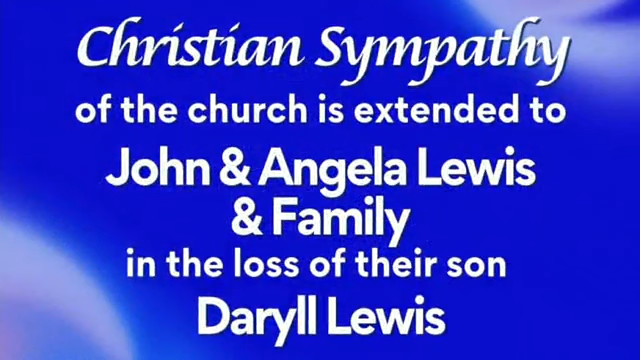 Christian Sympathy
of the church is extended to
John & Angela Lewis
& Family
in the loss of their son
Daryll Lewis